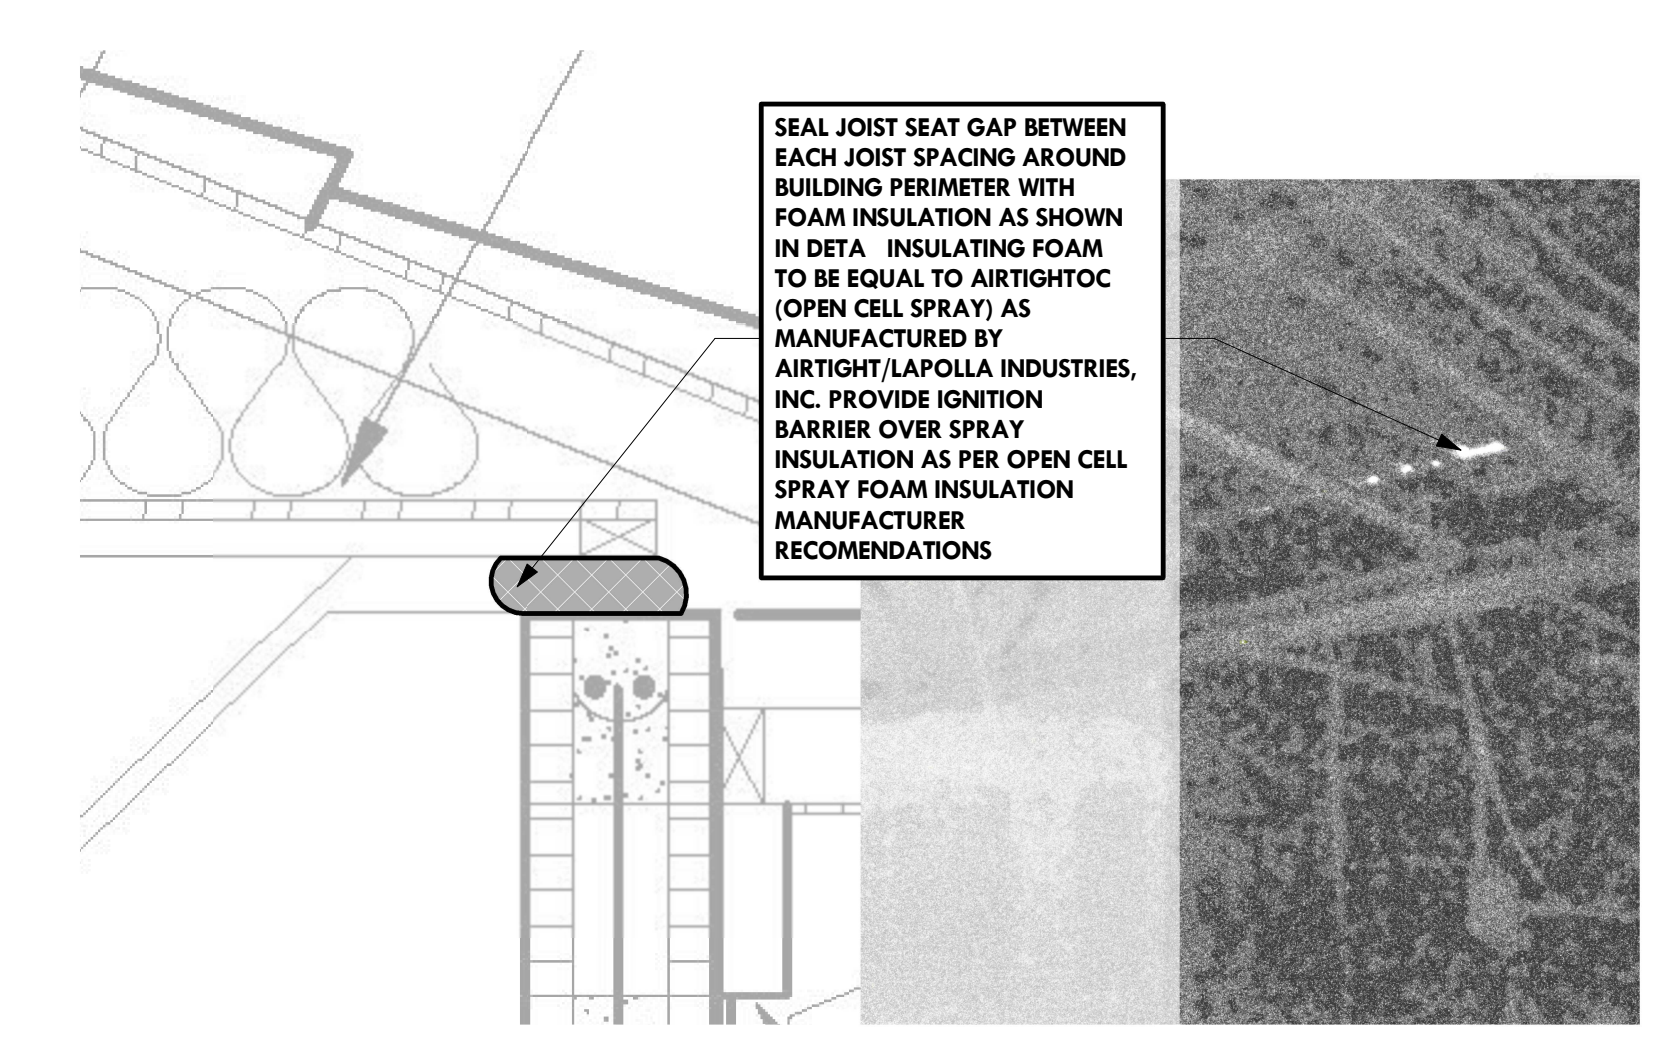 SEAL JOIST SEAT GAP BETWEEN
EACH JOIST SPACING AROUND
BUILDING PERIMETER WITH
FOAM INSULATION AS SHOWN
IN DETA   INSULATING FOAM
TO BE EQUAL TO AIRTIGHTOC
(OPEN CELL SPRAY) AS
MANUFACTURED BY
AIRTIGHT/LAPOLLA INDUSTRIES,
INC. PROVIDE IGNITION
BARRIER OVER SPRAY
INSULATION AS PER OPEN CELL
SPRAY FOAM INSULATION
MANUFACTURER
RECOMENDATIONS